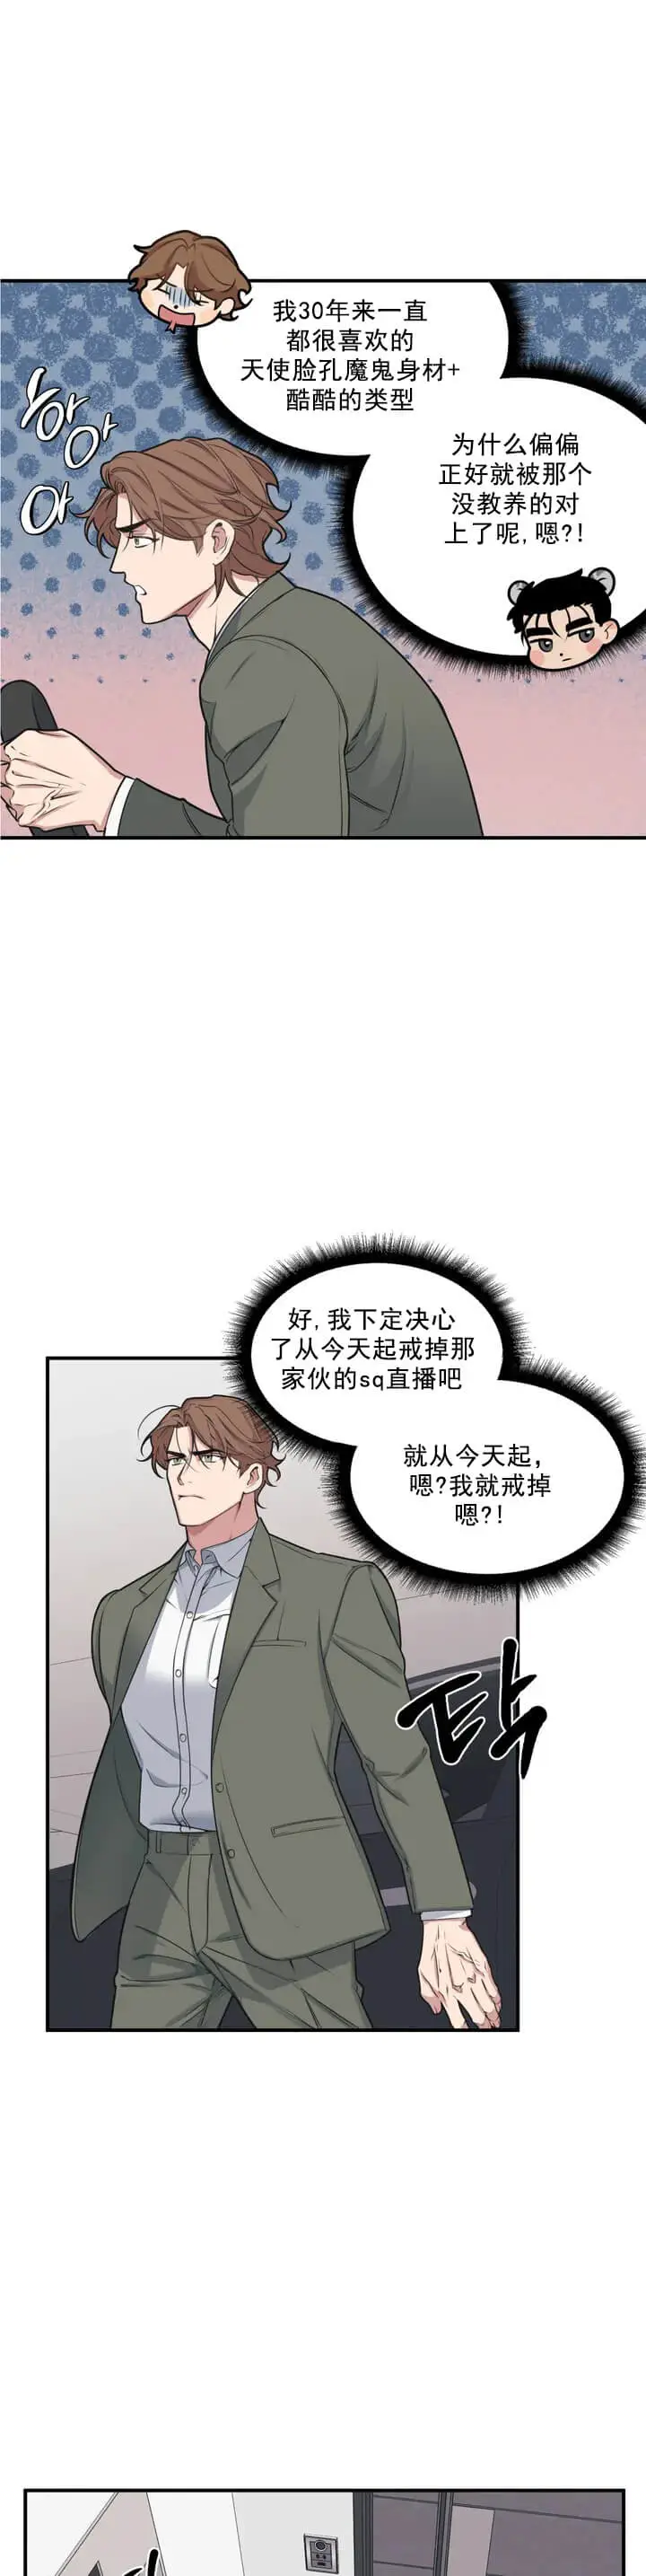 我30年来一直
都很喜欢的
天使脸孔魔鬼身材+
酷酷的类型
하아아
为什么偏偏
正好就被那个
没教养的对
上了呢,嗯?!
好,我下定决心
了从今天起戒掉那
家伙的sq直播吧
就从今天起，
嗯?我就戒掉
嗯?!
탁